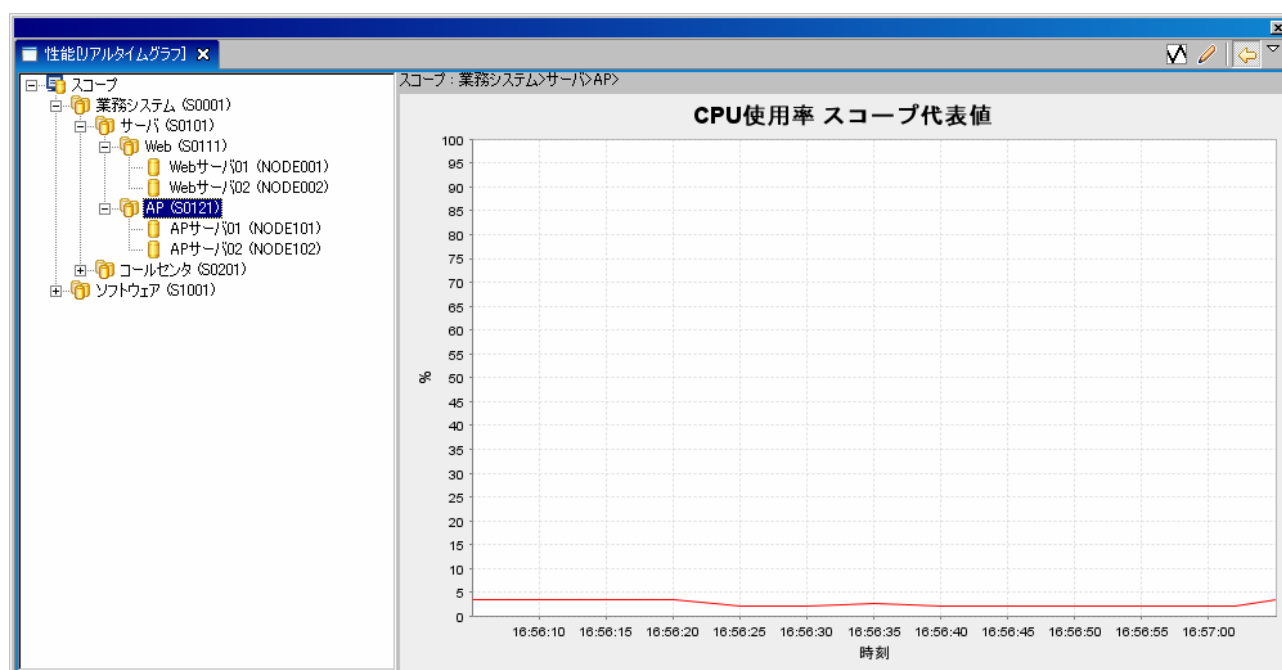 性能[リアルタイムグラフ]
スコープ
業務システム (S0001)
サーバ (S0101)
Web (S0111)
Webサーバ01 (NODE001)
Webサーバ02 (NODE002)
AP (S0121)
APサーバ01 (NODE101)
APサーバ02 (NODE102)
コールセンタ (S0201)
ソフトウェア (S1001)
スコープ : 業務システム>サーバ>AP>
CPU使用率 スコープ代表値
100
95
90
85
80
75
70
65
60
55
50
45
40
35
30
25
20
15
10
5
0
%
16:56:10 16:56:15 16:56:20 16:56:25 16:56:30 16:56:35 16:56:40 16:56:45 16:56:50 16:56:55 16:57:00
時刻